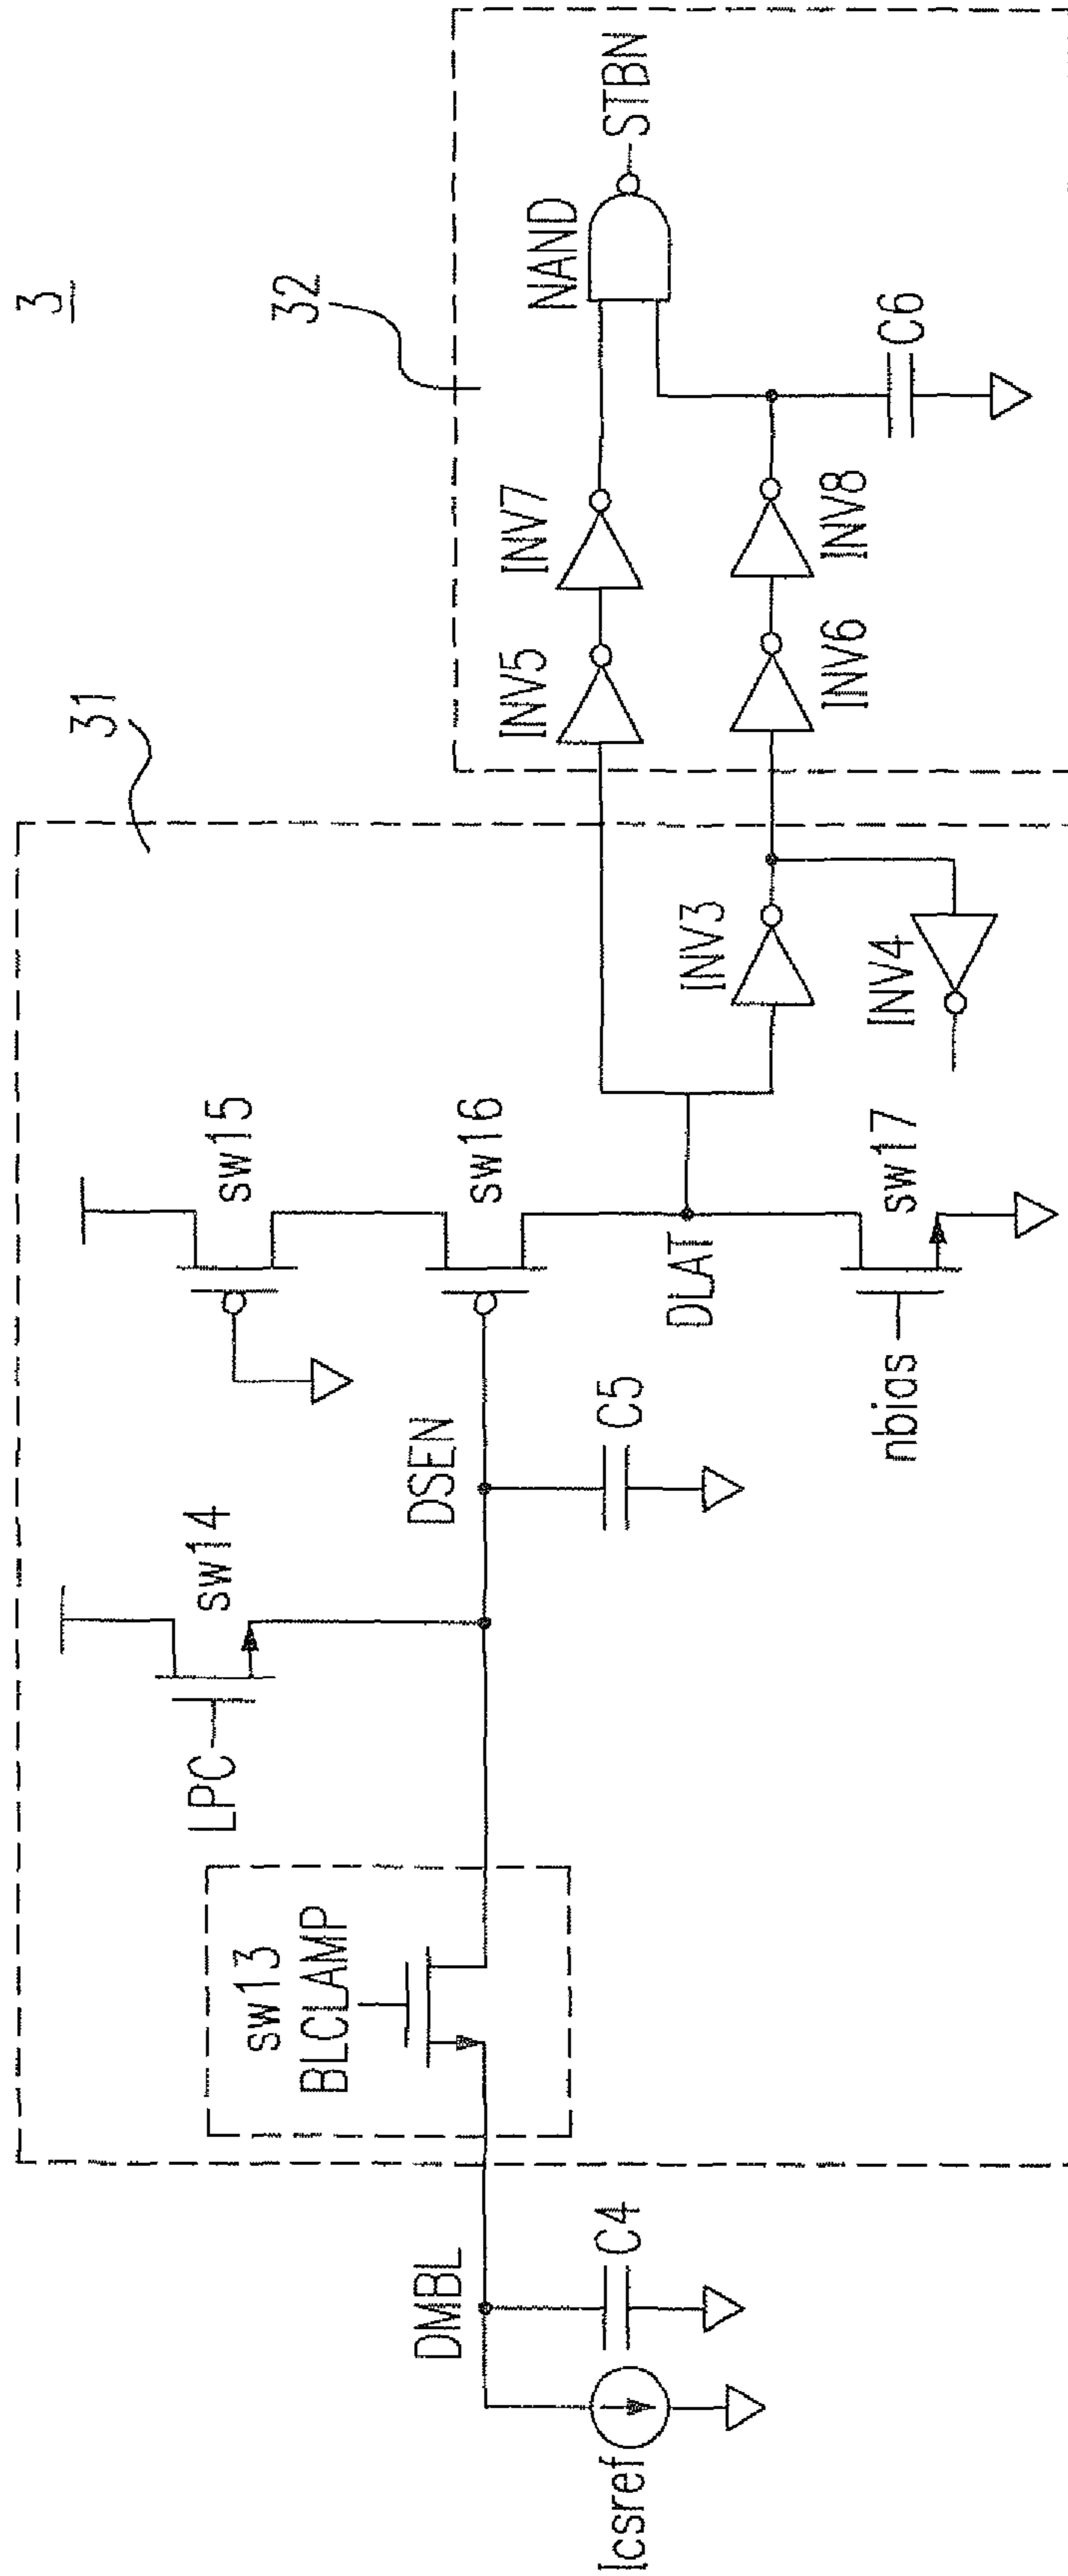 3
31
32
sw15
sw14
LPC
sw13
BLCLAMP
DSEN
sw16
C5
DLAT
nbias
sw17
INV3
INV4
INV5
INV7
INV6
INV8
NAND
STBN
C6
DMBL
C4
Icsref